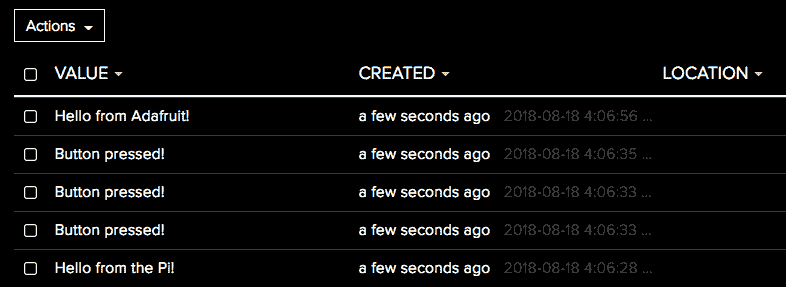 Actions
VALUE CREATED LOCATION
Hello from Adafruit! a few seconds ago 2018-08-18 4:06:56 ...
Button pressed! a few seconds ago 2018-08-18 4:06:35 ...
Button pressed! a few seconds ago 2018-08-18 4:06:33 ...
Button pressed! a few seconds ago 2018-08-18 4:06:33 ...
Hello from the Pi! a few seconds ago 2018-08-18 4:06:28 ...